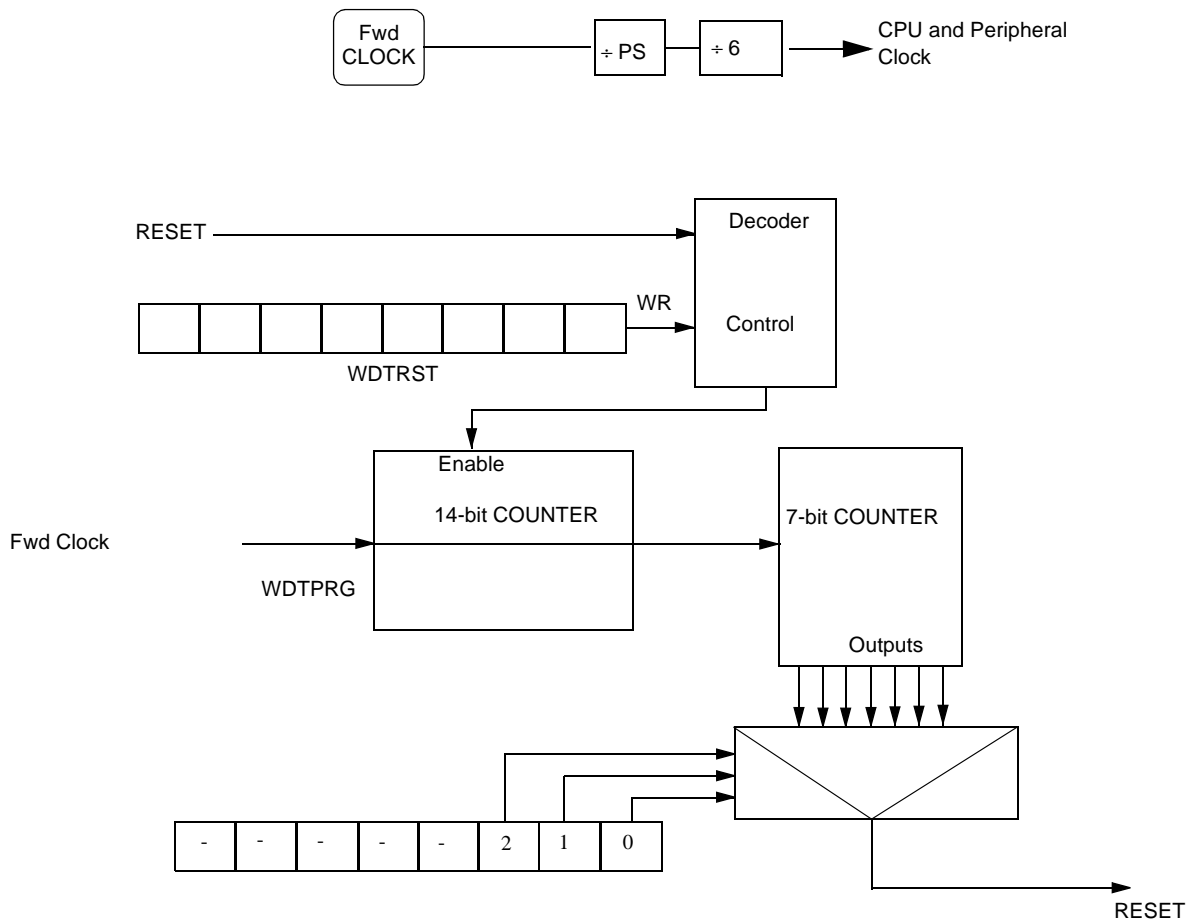 Fwd
CLOCK
÷ PS
÷ 6
CPU and Peripheral
Clock
RESET
Decoder
WR
Control
WDTRST
Enable
14-bit COUNTER
7-bit COUNTER
Fwd Clock
WDTPRG
Outputs
- - - - - 2 1 0
RESET